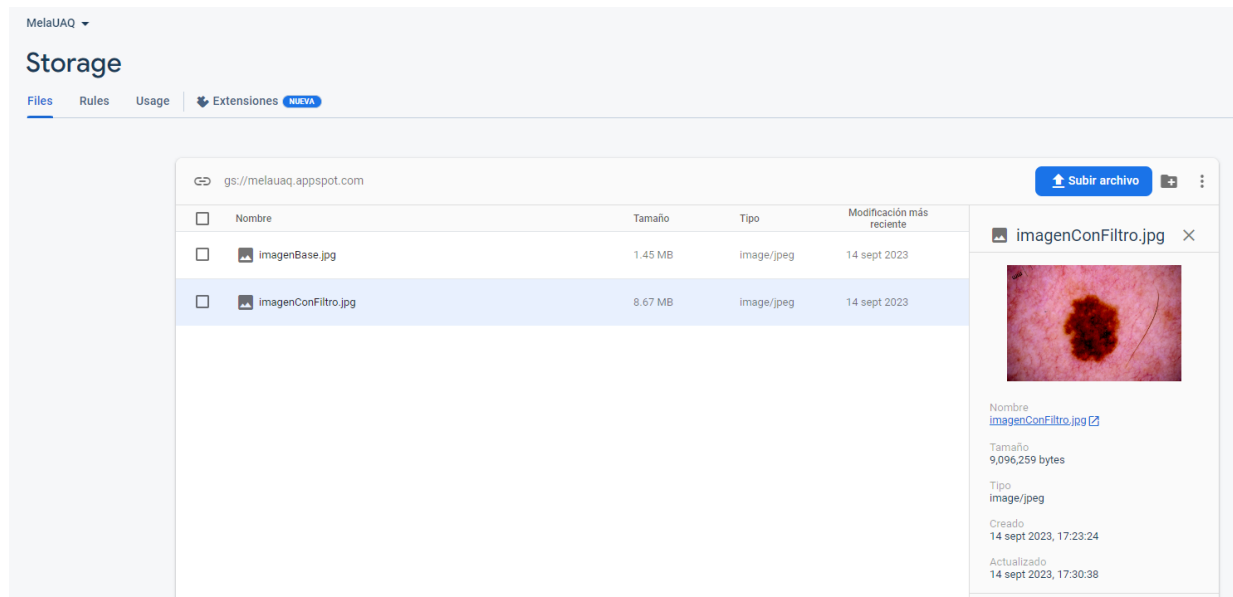 MelaUAQ
Storage
Files Rules Usage Extensiones NUEVA
gs://melauaq.appspot.com
Subir archivo
Nombre Tamaño Tipo Modificación más reciente
imagenBase.jpg 1.45 MB image/jpeg 14 sept 2023
imagenConFiltro.jpg 8.67 MB image/jpeg 14 sept 2023
imagenConFiltro.jpg
Nombre
imagenConFiltro.jpg
Tamaño
9,096,259 bytes
Tipo
image/jpeg
Creado
14 sept 2023, 17:23:24
Actualizado
14 sept 2023, 17:30:38